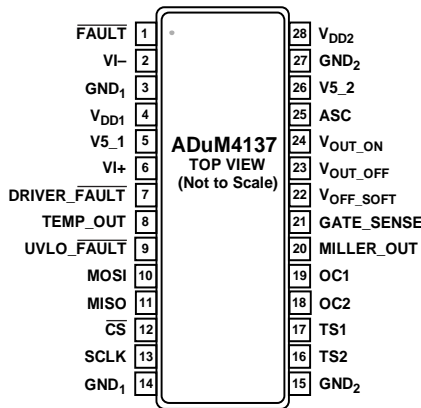 FAULT 1
VI– 2
GND1 3
VDD1 4
V5_1 5
VI+ 6
DRIVER_FAULT 7
TEMP_OUT 8
UVLO_FAULT 9
MOSI 10
MISO 11
CS 12
SCLK 13
GND1 14
ADuM4137
TOP VIEW
(Not to Scale)
28 VDD2
27 GND2
26 V5_2
25 ASC
24 VOUT_ON
23 VOUT_OFF
22 VOFF_SOFT
21 GATE_SENSE
20 MILLER_OUT
19 OC1
18 OC2
17 TS1
16 TS2
15 GND2